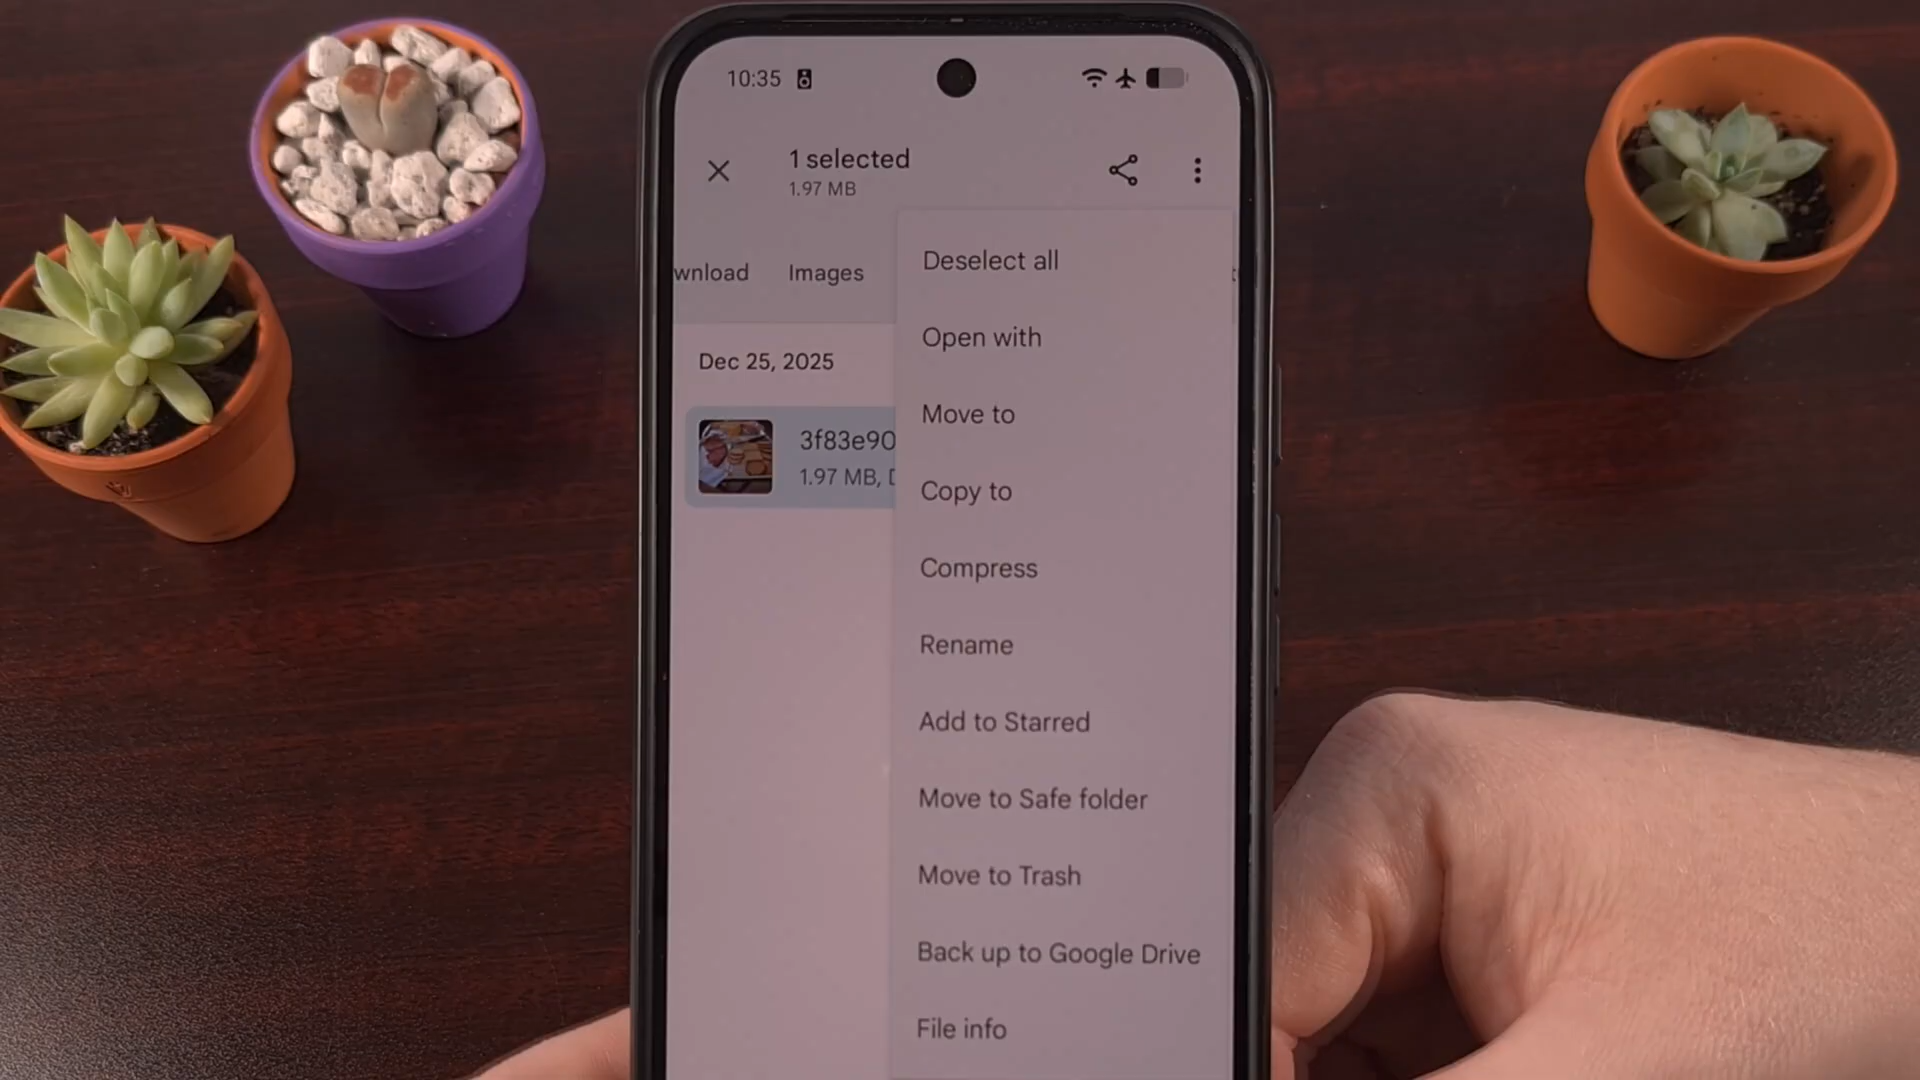 10:35
1 selected
1.97 MB
wnload Images
Dec 25, 2025
3f83e90
1.97 MB,
Deselect all
Open with
Move to
Copy to
Compress
Rename
Add to Starred
Move to Safe folder
Move to Trash
Back up to Google Drive
File info